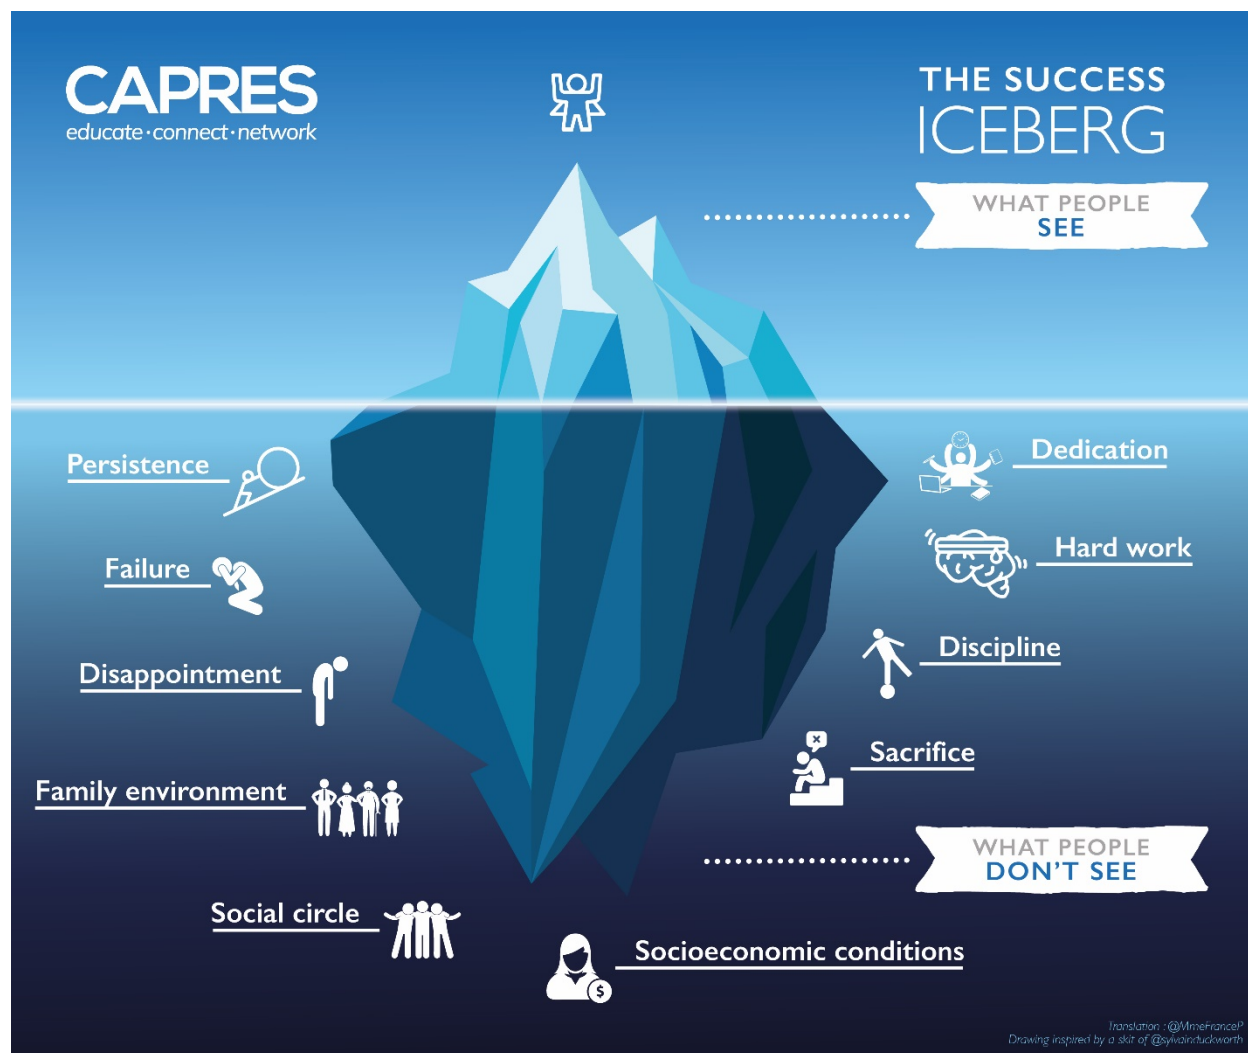 CAPRES
educate·connect·network
THE SUCCESS
ICEBERG
WHAT PEOPLE
SEE
Persistence
Dedication
Failure
Hard work
Disappointment
Discipline
Family environment
Sacrifice
WHAT PEOPLE
DON'T SEE
Social circle
Socioeconomic conditions
$
Translation : @MmeFranceP
Drawing inspired by a skit of @sylvainduckworth